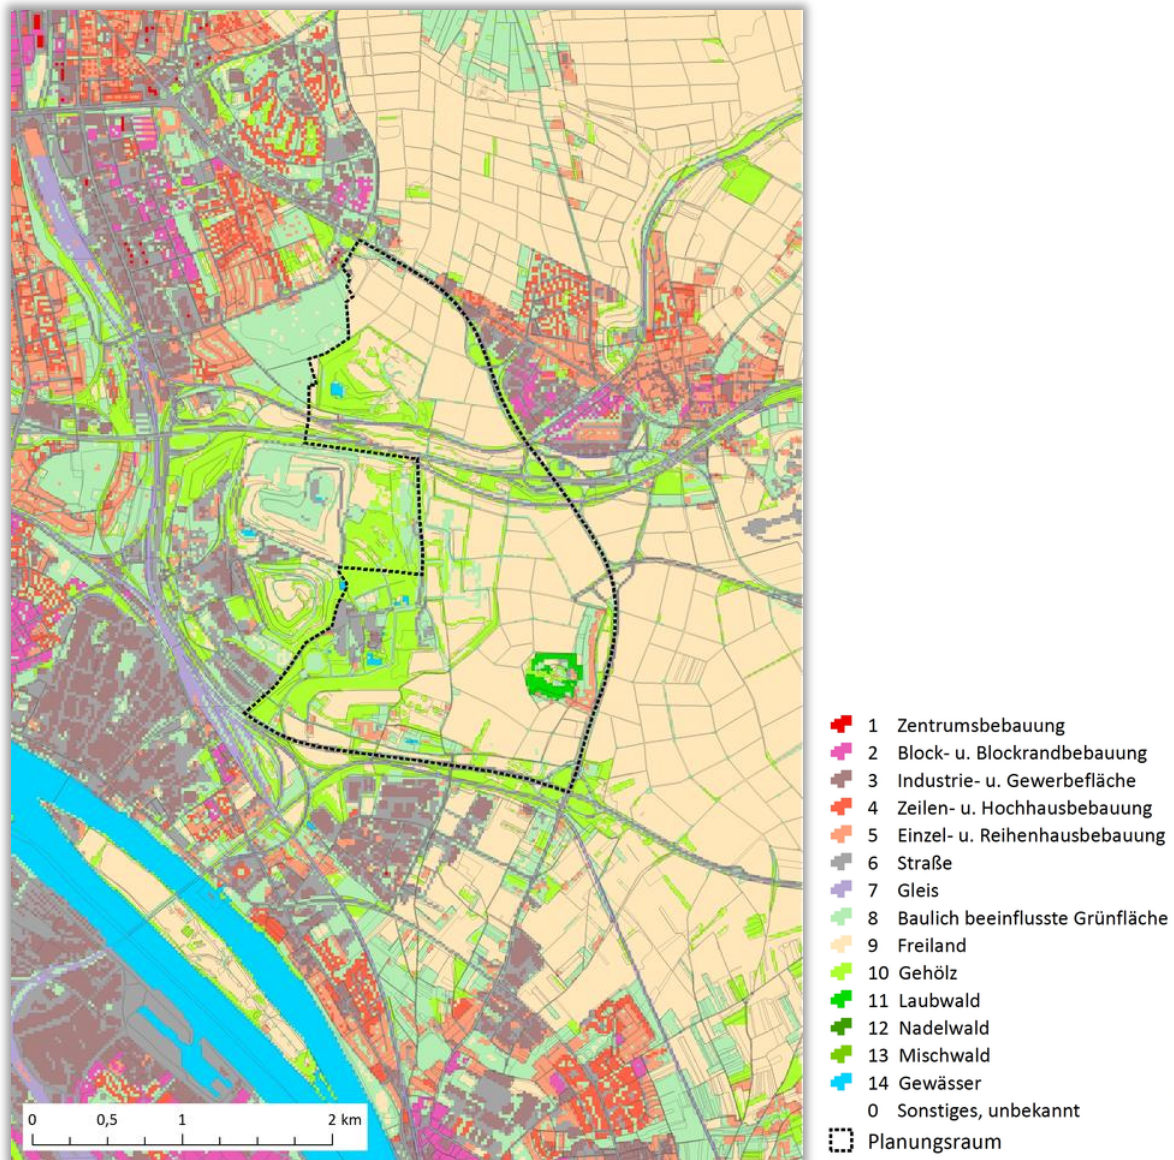 1 Zentrumsbebauung
2 Block- u. Blockrandbebauung
3 Industrie- u. Gewerbefläche
4 Zeilen- u. Hochhausbebauung
5 Einzel- u. Reihenhausbebauung
6 Straße
7 Gleis
8 Baulich beeinflusste Grünfläche
9 Freiland
10 Gehölz
11 Laubwald
12 Nadelwald
13 Mischwald
14 Gewässer
0 Sonstiges, unbekannt
Planungsraum
0 0,5 1 2 km